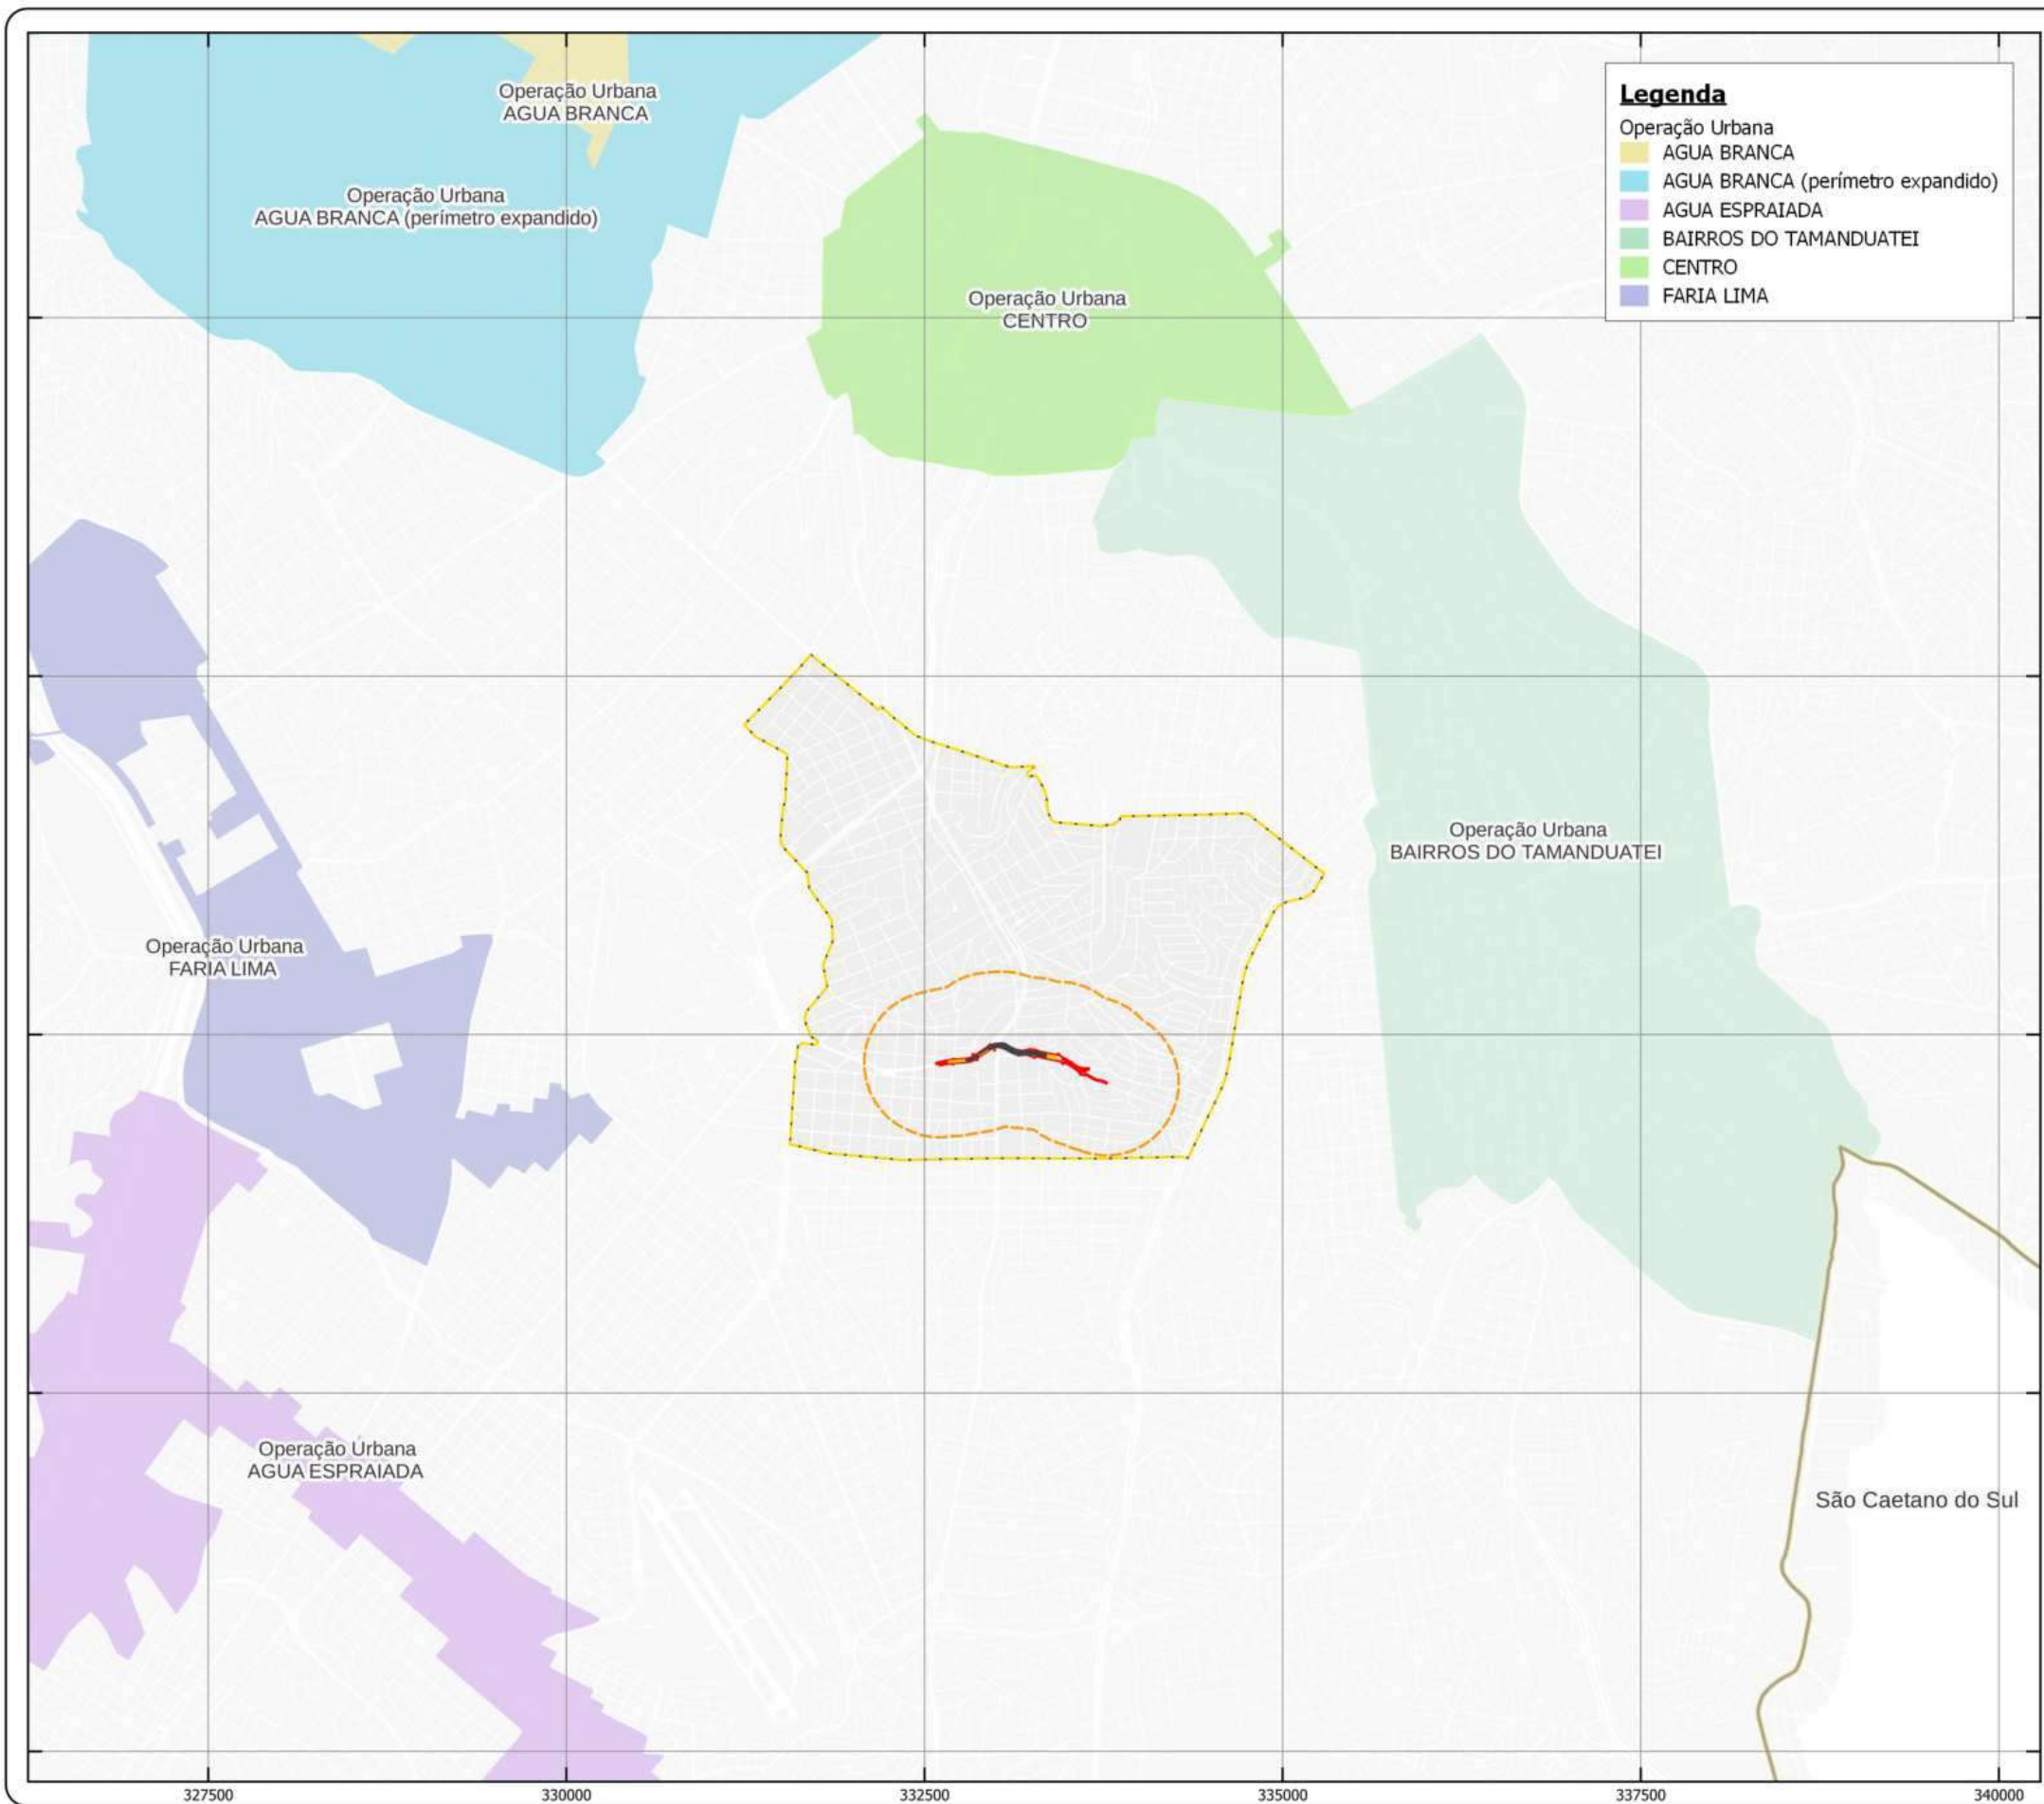 Operação Urbana
AGUA BRANCA
Operação Urbana
AGUA BRANCA (perímetro expandido)
Operação Urbana
CENTRO
Legenda
Operação Urbana
AGUA BRANCA
AGUA BRANCA (perímetro expandido)
AGUA ESPRAIADA
BAIRROS DO TAMANDUATEI
CENTRO
FARIA LIMA
Operação Urbana
BAIRROS DO TAMANDUATEI
Operação Urbana
FARIA LIMA
Operação Urbana
AGUA ESPRAIADA
São Caetano do Sul
327500
330000
332500
335000
337500
340000